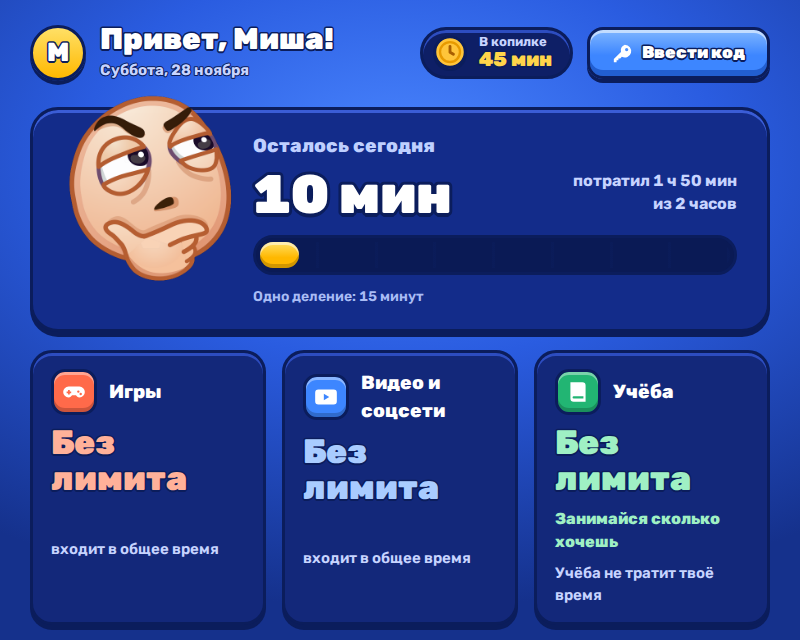 М
Привет, Миша!
Суббота, 28 ноября
В копилке
45 мин
Ввести код
Осталось сегодня
10 мин
потратил 1 ч 50 мин
из 2 часов
Одно деление: 15 минут
Игры
Без
лимита
входит в общее время
Видео и
соцсети
Без
лимита
входит в общее время
Учёба
Без
лимита
Занимайся сколько
хочешь
Учёба не тратит твоё
время